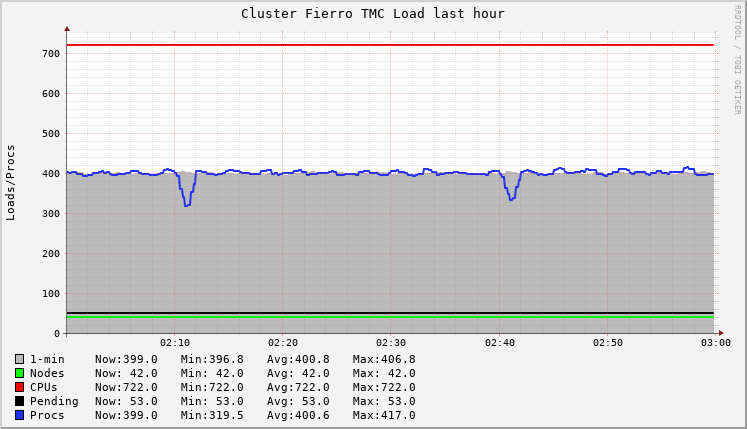 Cluster Fierro TMC Load last hour
RRDTOOL / TOBI OETIKER
Loads/Procs
700
600
500
400
300
200
100
0
02:10 02:20 02:30 02:40 02:50 03:00
1-min Now:399.0 Min:396.8 Avg:400.8 Max:406.8
Nodes Now: 42.0 Min: 42.0 Avg: 42.0 Max: 42.0
CPUs Now:722.0 Min:722.0 Avg:722.0 Max:722.0
Pending Now: 53.0 Min: 53.0 Avg: 53.0 Max: 53.0
Procs Now:399.0 Min:319.5 Avg:400.6 Max:417.0